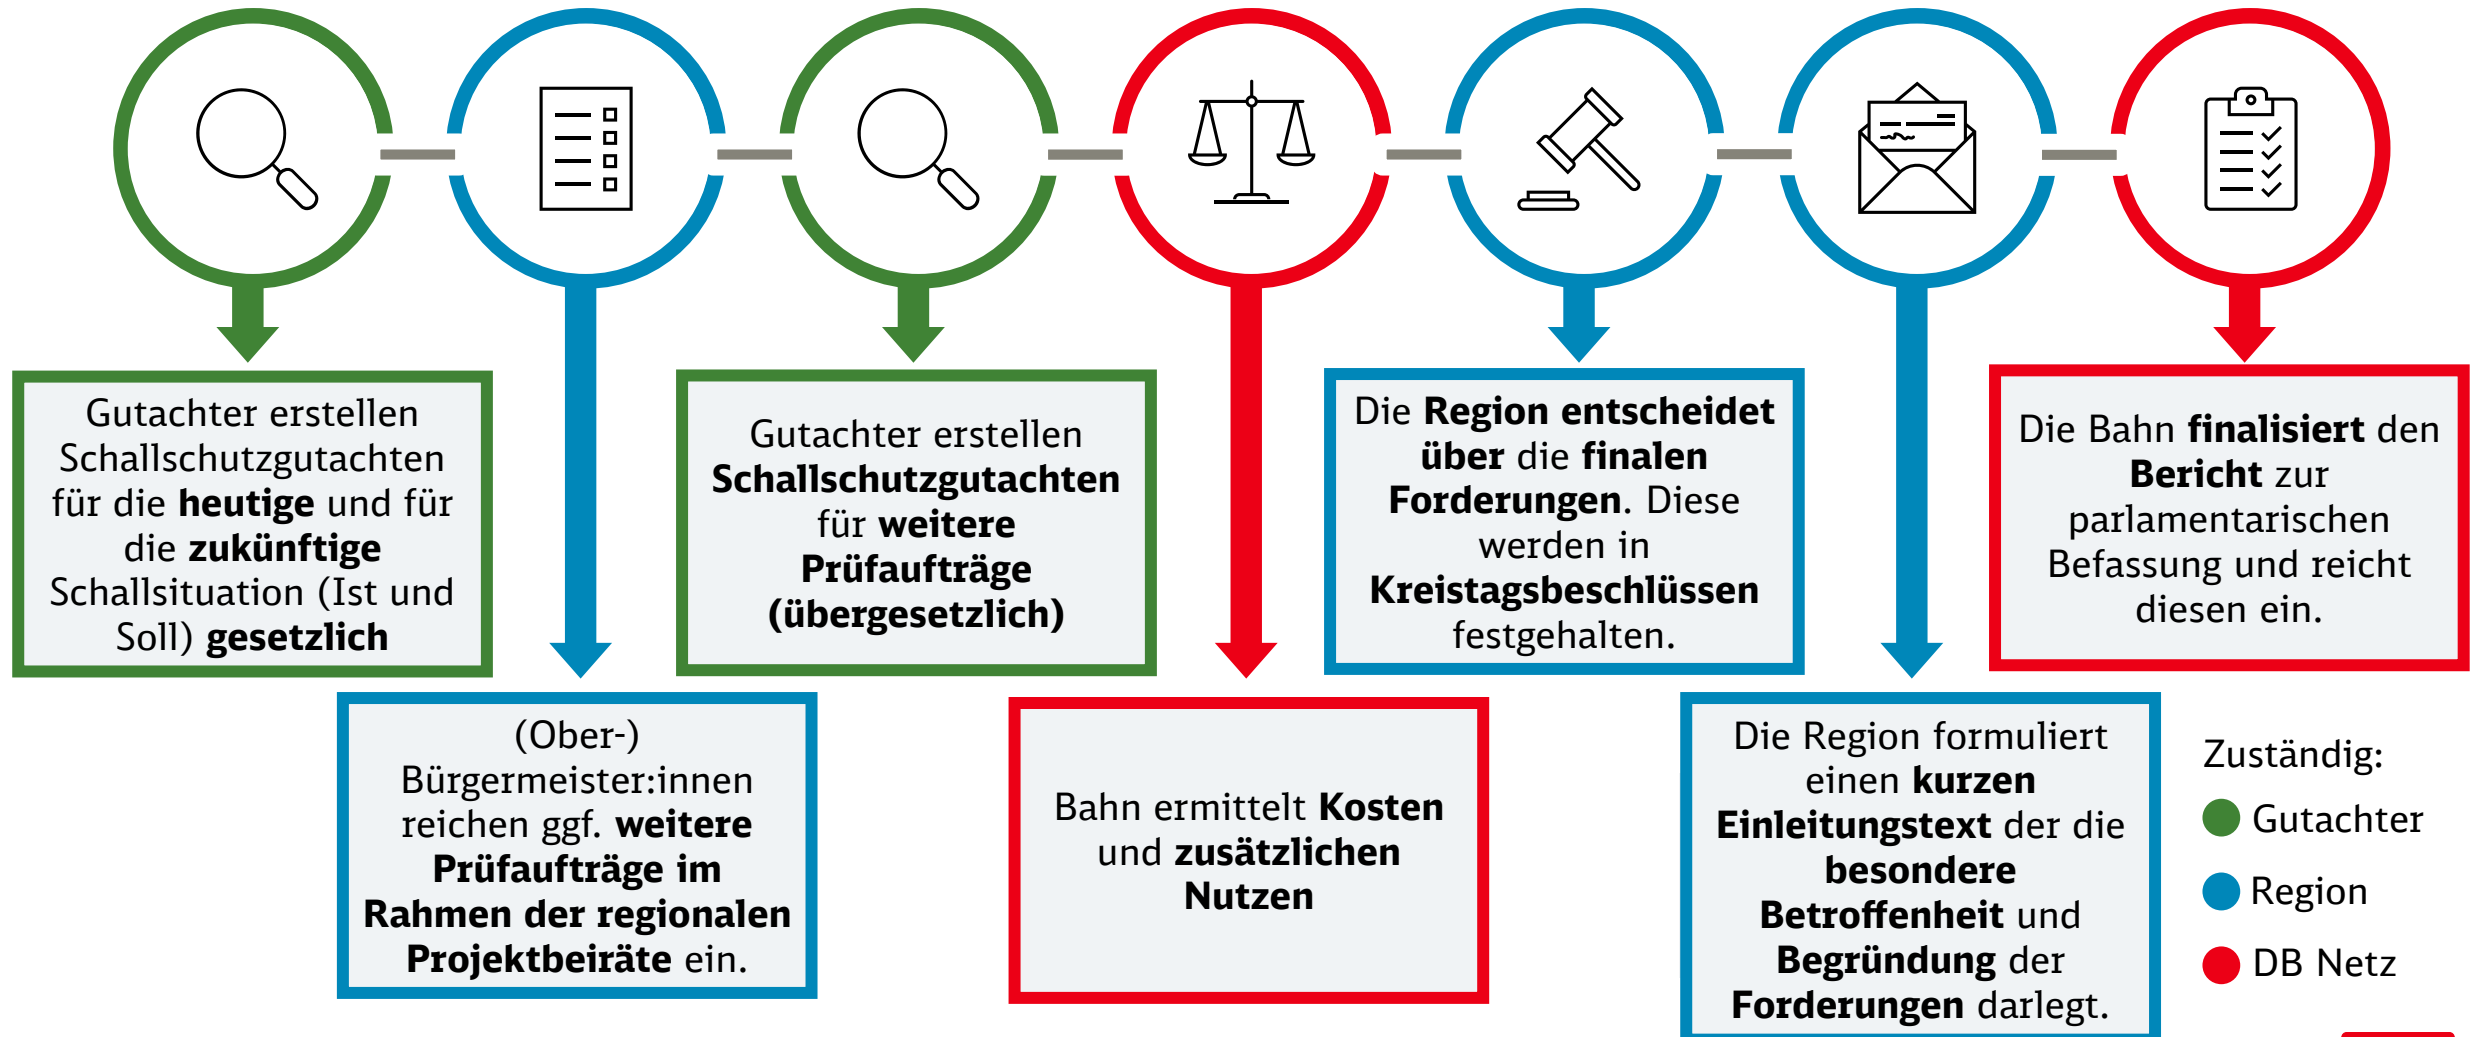 Gutachter erstellen
Schallschutzgutachten
für die heutige und für
die zukünftige
Schallsituation (Ist und
Soll) gesetzlich
(Ober-)
Bürgermeister:innen
reichen ggf. weitere
Prüfaufträge im
Rahmen der regionalen
Projektbeiräte ein.
Gutachter erstellen
Schallschutzgutachten
für weitere
Prüfaufträge
(übergesetzlich)
Bahn ermittelt Kosten
und zusätzlichen
Nutzen
Die Region entscheidet
über die finalen
Forderungen. Diese
werden in
Kreistagsbeschlüssen
festgehalten.
Die Region formuliert
einen kurzen
Einleitungstext der die
besondere
Betroffenheit und
Begründung der
Forderungen darlegt.
Die Bahn finalisiert den
Bericht zur
parlamentarischen
Befassung und reicht
diesen ein.
Zuständig:
Gutachter
Region
DB Netz